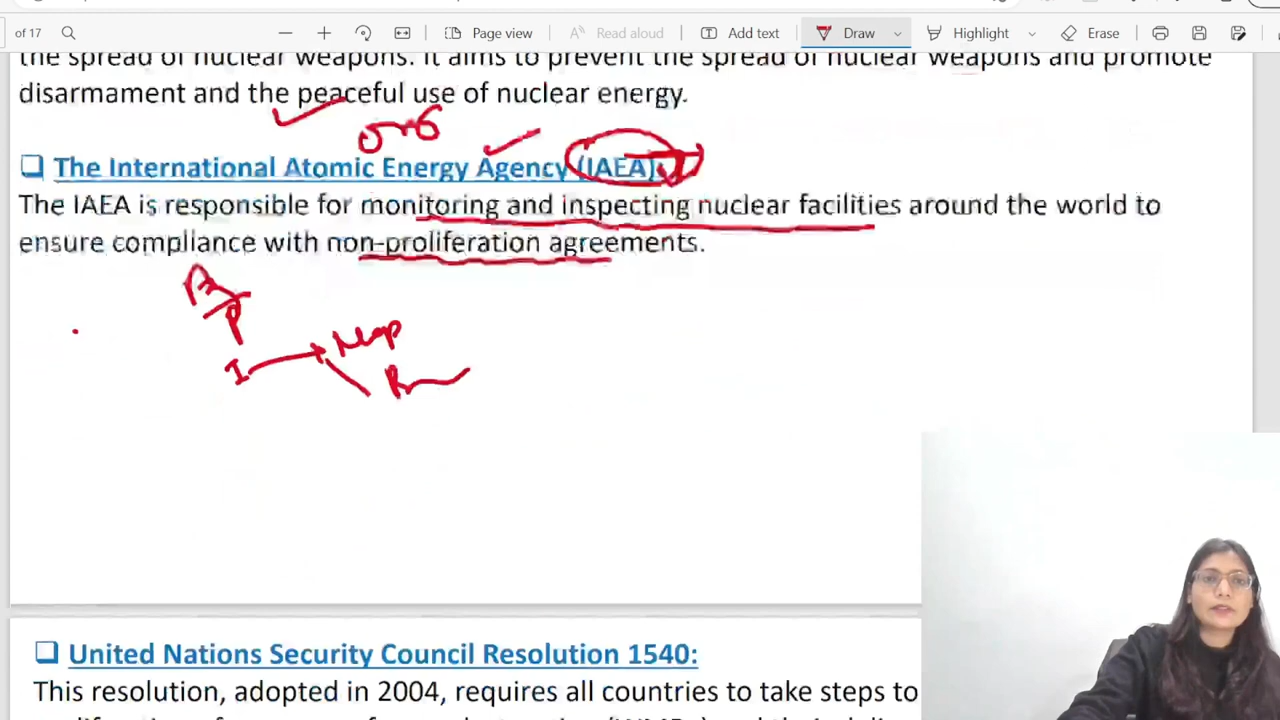 of 17
Page view
Read aloud
Add text
Draw
Highlight
Erase
the spread of nuclear weapons. It aims to prevent the spread of nuclear weapons and promote
disarmament and the peaceful use of nuclear energy.
org
The International Atomic Energy Agency (IAEA)
The IAEA is responsible for monitoring and inspecting nuclear facilities around the world to
ensure compliance with non-proliferation agreements.
P
I
R
United Nations Security Council Resolution 1540:
This resolution, adopted in 2004, requires all countries to take steps to